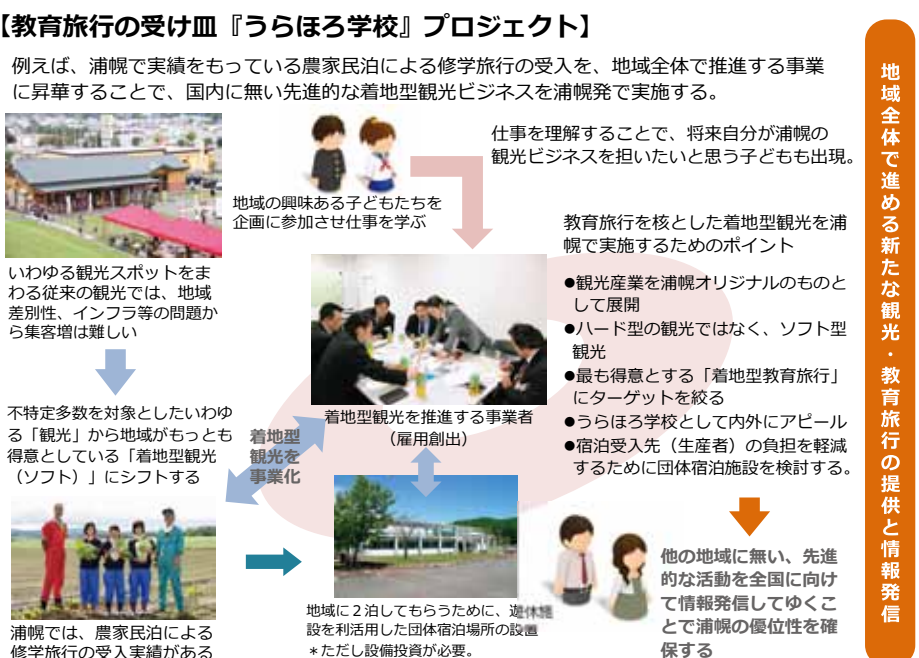 【教育旅行の受け皿『うらほろ学校』プロジェクト】
例えば、浦幌で実績をもっている農家民泊による修学旅行の受入を、地域全体で推進する事業
に昇華することで、国内に無い先進的な着地型観光ビジネスを浦幌発で実施する。
地域の興味ある子どもたちを
企画に参加させ仕事を学ぶ
仕事を理解することで、将来自分が浦幌の
観光ビジネスを担いたいと思う子どもも出現。
いわゆる観光スポットをま
わる従来の観光では、地域
差別性、インフラ等の問題か
ら集客増は難しい
不特定多数を対象としたいわゆ
る「観光」から地域がもっとも
得意としている「着地型観光
（ソフト）」にシフトする
着地型
観光を
事業化
着地型観光を推進する事業者
（雇用創出）
教育旅行を核とした着地型観光を浦
幌で実施するためのポイント
●観光産業を浦幌オリジナルのものと
して展開
●ハード型の観光ではなく、ソフト型
観光
●最も得意とする「着地型教育旅行」
にターゲットを絞る
●うらほろ学校として内外にアピール
●宿泊受入先（生産者）の負担を軽減
するために団体宿泊施設を検討する。
浦幌では、農家民泊による
修学旅行の受入実績がある
地域に２泊してもらうために、遊休施
設を利活用した団体宿泊場所の設置
＊ただし設備投資が必要。
他の地域に無い、先進
的な活動を全国に向け
て情報発信してゆくこ
とで浦幌の優位性を確
保する
地域全体で進める新たな観光・教育旅行の提供と情報発信